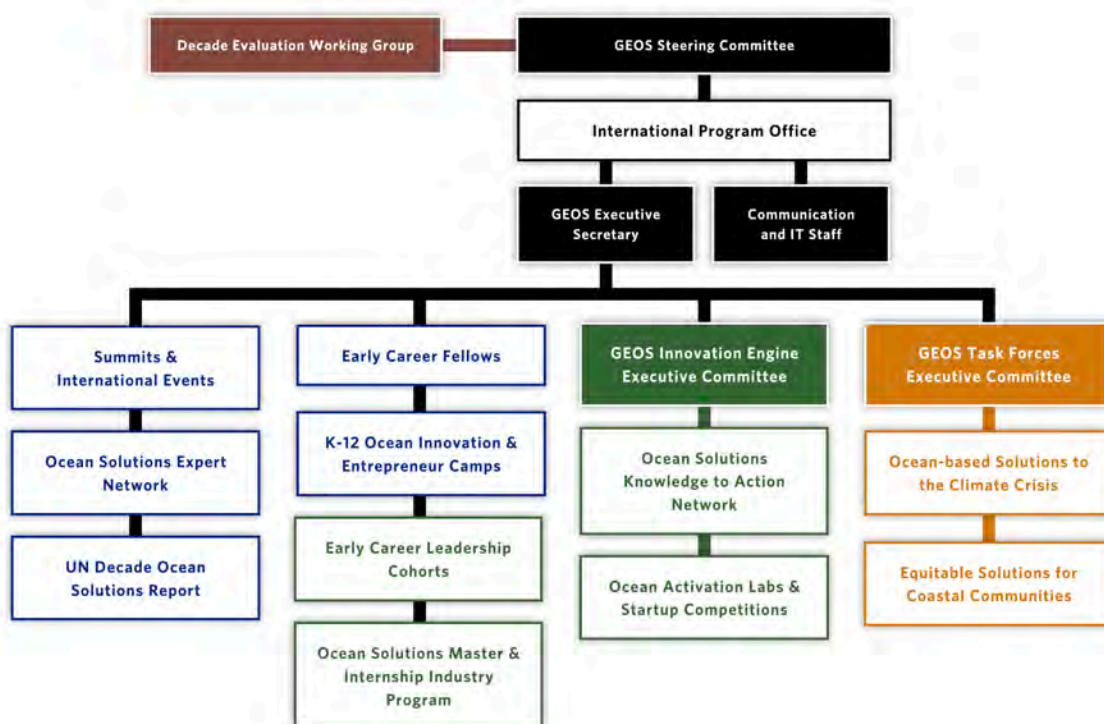 Decade Evaluation Working Group
GEOS Steering Committee
International Program Office
GEOS Executive
Secretary
Communication
and IT Staff
Summits &
International Events
Early Career Fellows
GEOS Innovation Engine
Executive Committee
GEOS Task Forces
Executive Committee
Ocean Solutions Expert
Network
K-12 Ocean Innovation &
Entrepreneur Camps
Ocean Solutions
Knowledge to Action
Network
Ocean-based Solutions to
the Climate Crisis
UN Decade Ocean
Solutions Report
Early Career Leadership
Cohorts
Ocean Activation Labs &
Startup Competitions
Equitable Solutions for
Coastal Communities
Ocean Solutions Master &
Internship Industry
Program